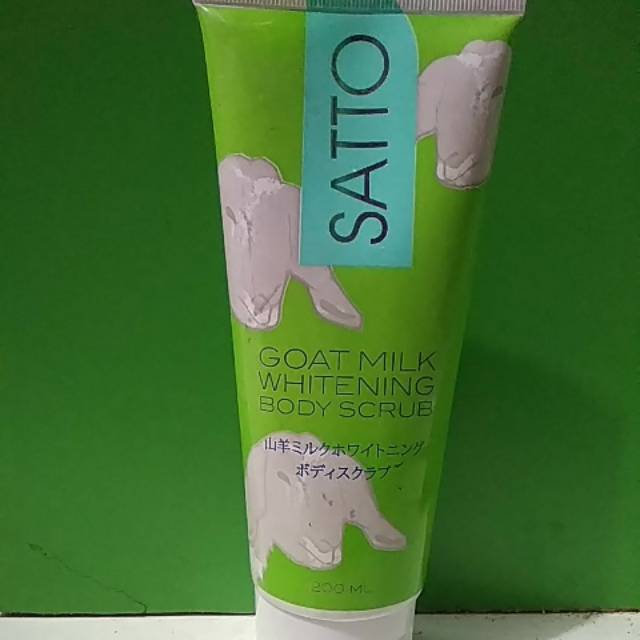 SATTO
GOAT MILK
WHITENING
BODY SCRUB
山羊ミルクホワイトニング
ボディスクラブ
200 ML